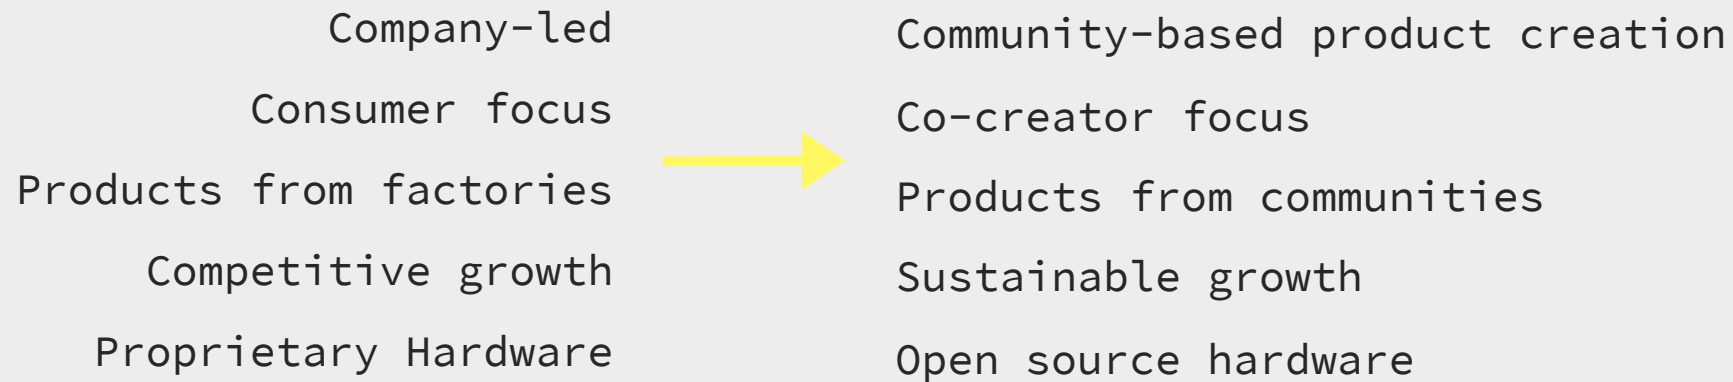 Company-led
Consumer focus
Products from factories
Competitive growth
Proprietary Hardware
Community-based product creation
Co-creator focus
Products from communities
Sustainable growth
Open source hardware